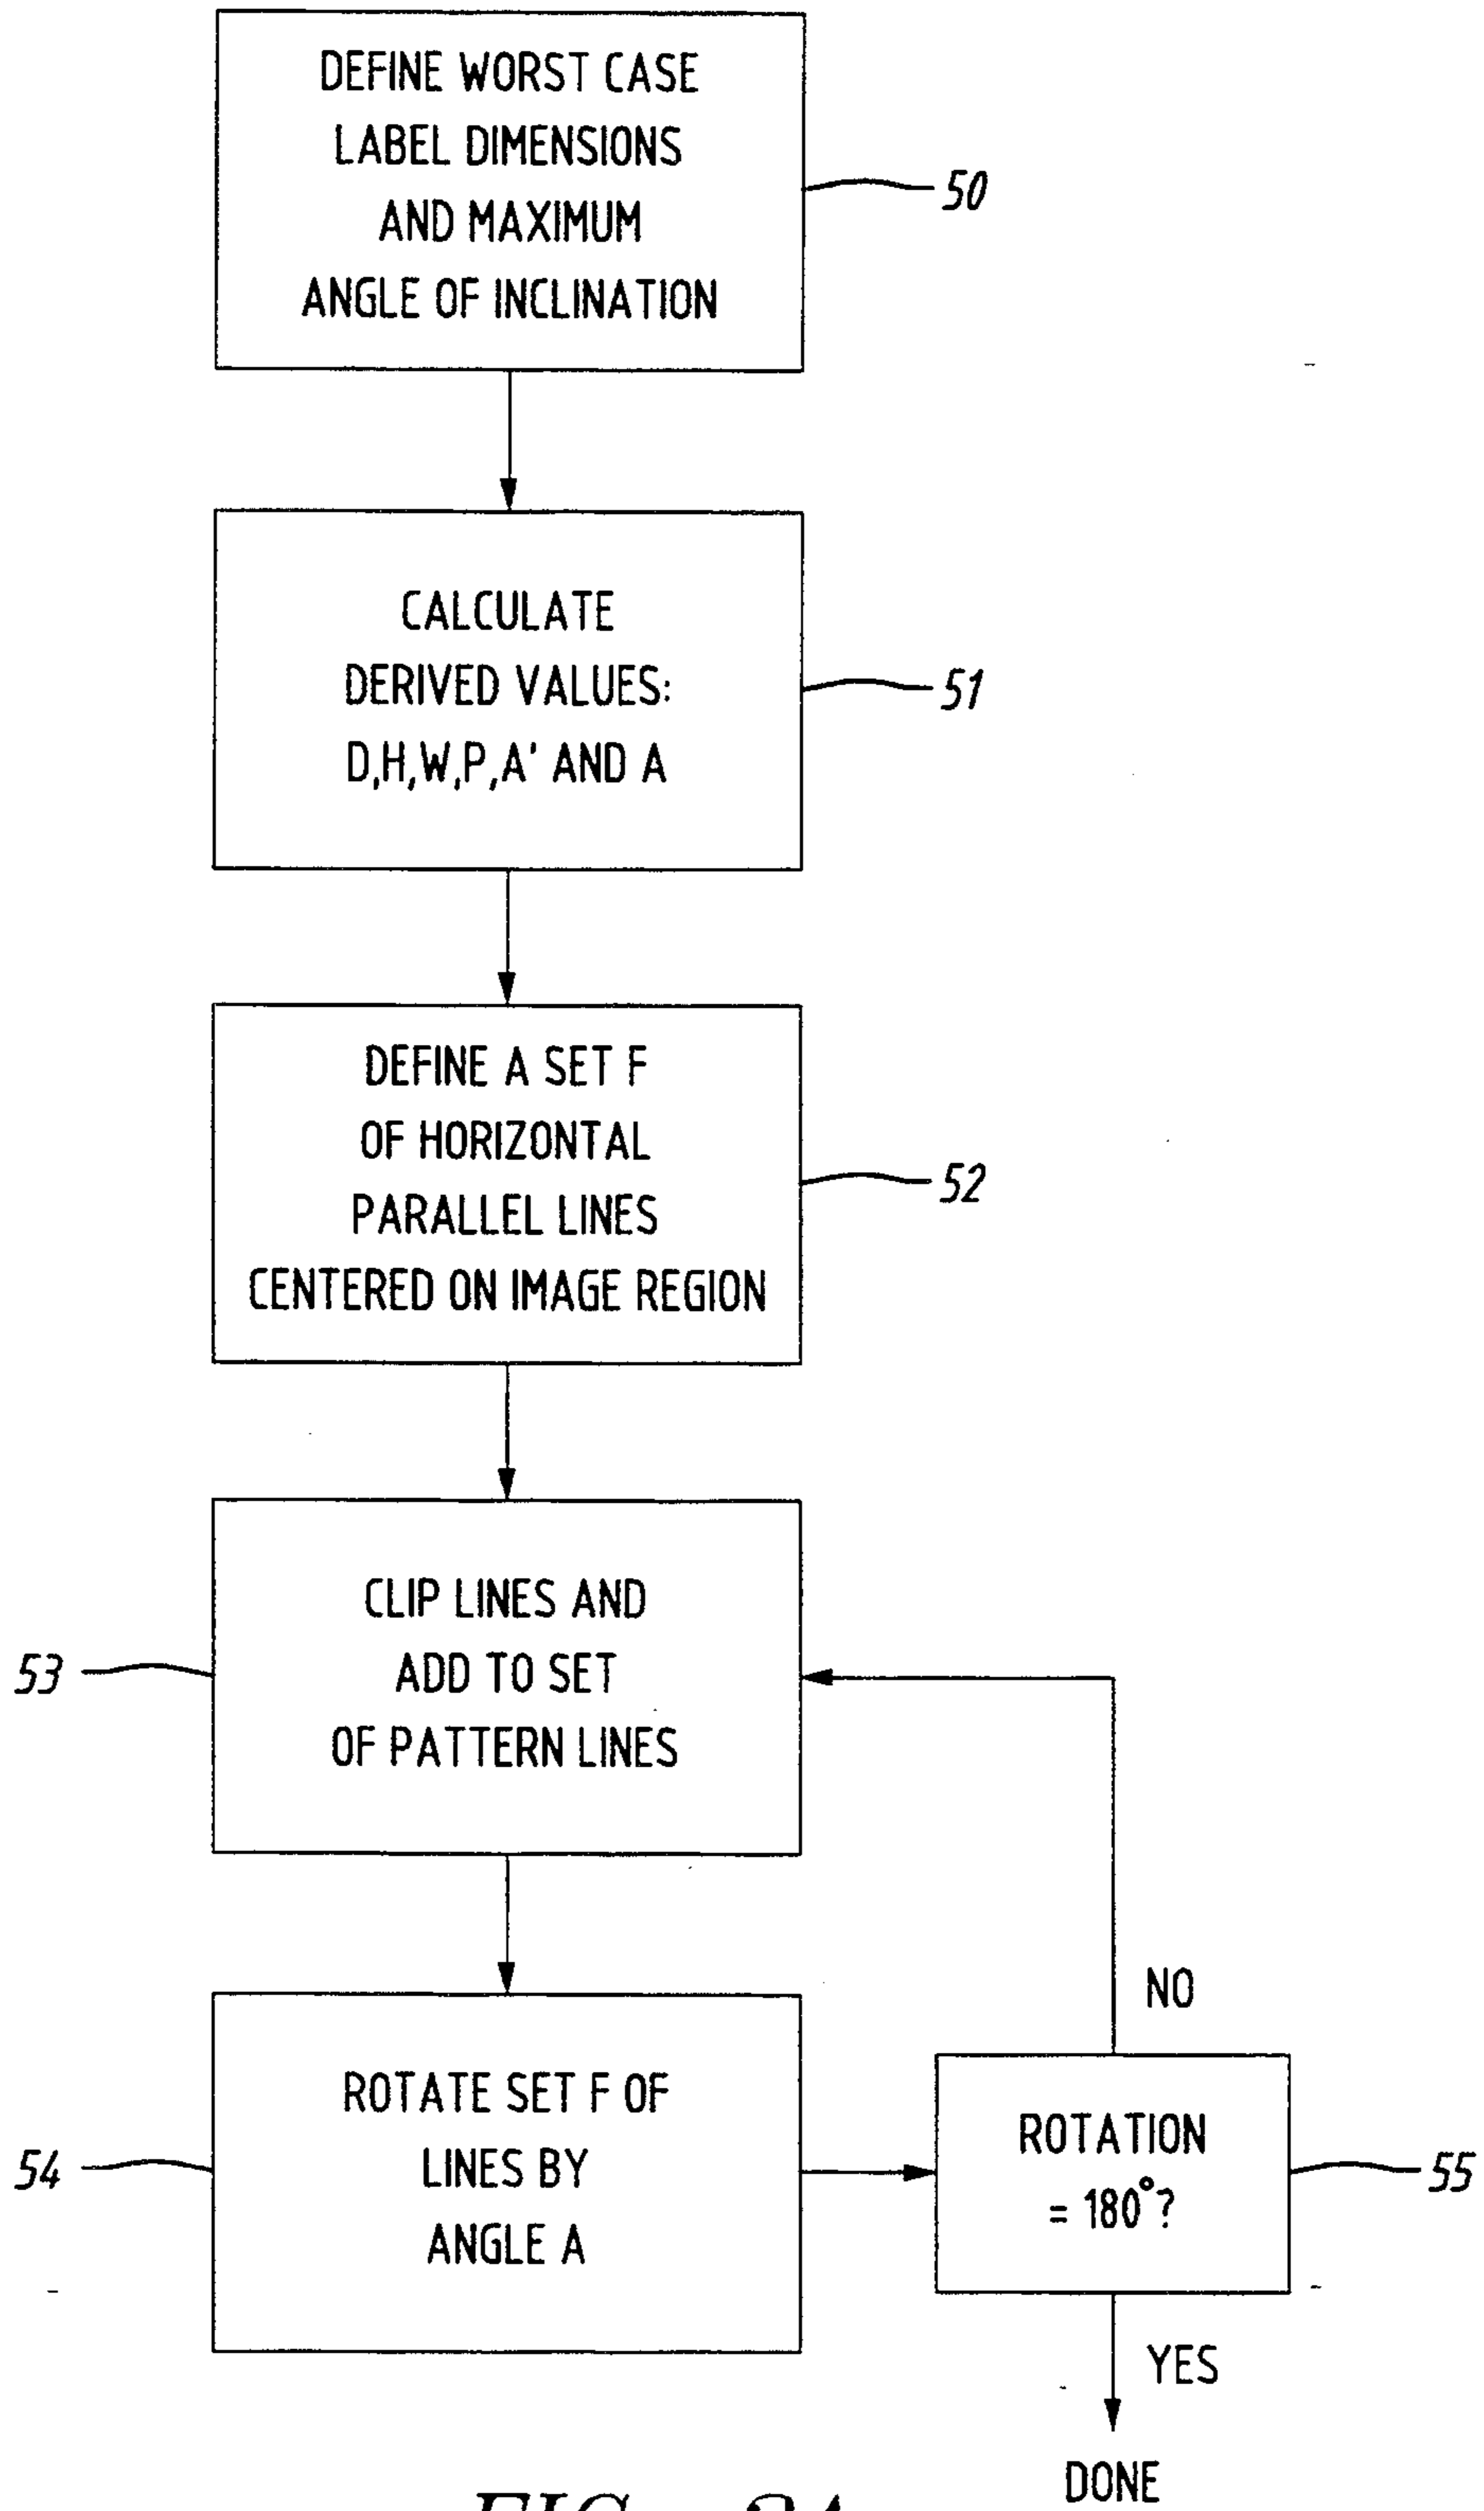 DEFINE WORST CASE
LABEL DIMENSIONS
AND MAXIMUM
ANGLE OF INCLINATION
50
CALCULATE
DERIVED VALUES:
D,H,W,P,A' AND A
51
DEFINE A SET F
OF HORIZONTAL
PARALLEL LINES
CENTERED ON IMAGE REGION
52
CLIP LINES AND
ADD TO SET
OF PATTERN LINES
53
ROTATE SET F OF
LINES BY
ANGLE A
54
NO
ROTATION
= 180°?
55
YES
DONE